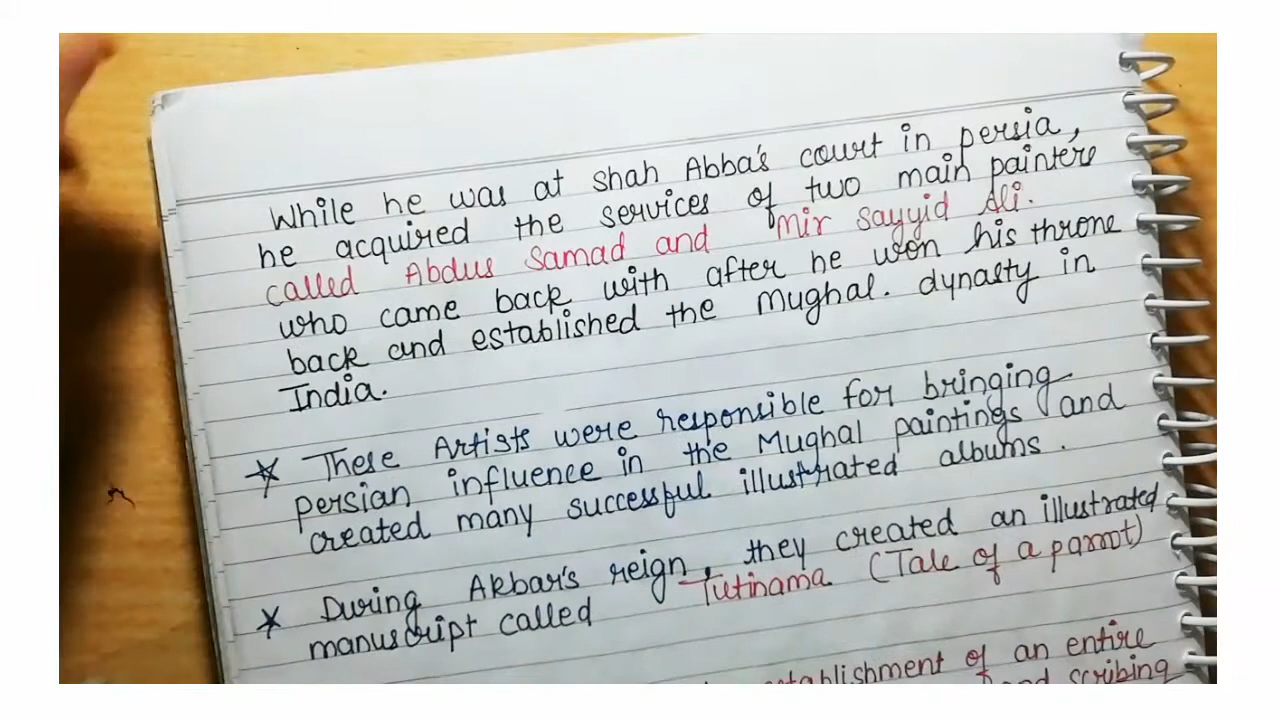 While he was at Shah Abba's court in persia,
he acquired the services of two main painters
called Abdus Samad and Mir Sayyid Ali.
who came back with after he won his throne
back and established the Mughal. dynasty in
India.
☆ These Artists were responsible for bringing
persian influence in the Mughal paintings and
created many successful illustrated albums.
☆ During Akbar's reign, they created an illustrated
manuscript called Tutinama (Tale of a parrot)
establishment of an entire
and scribing